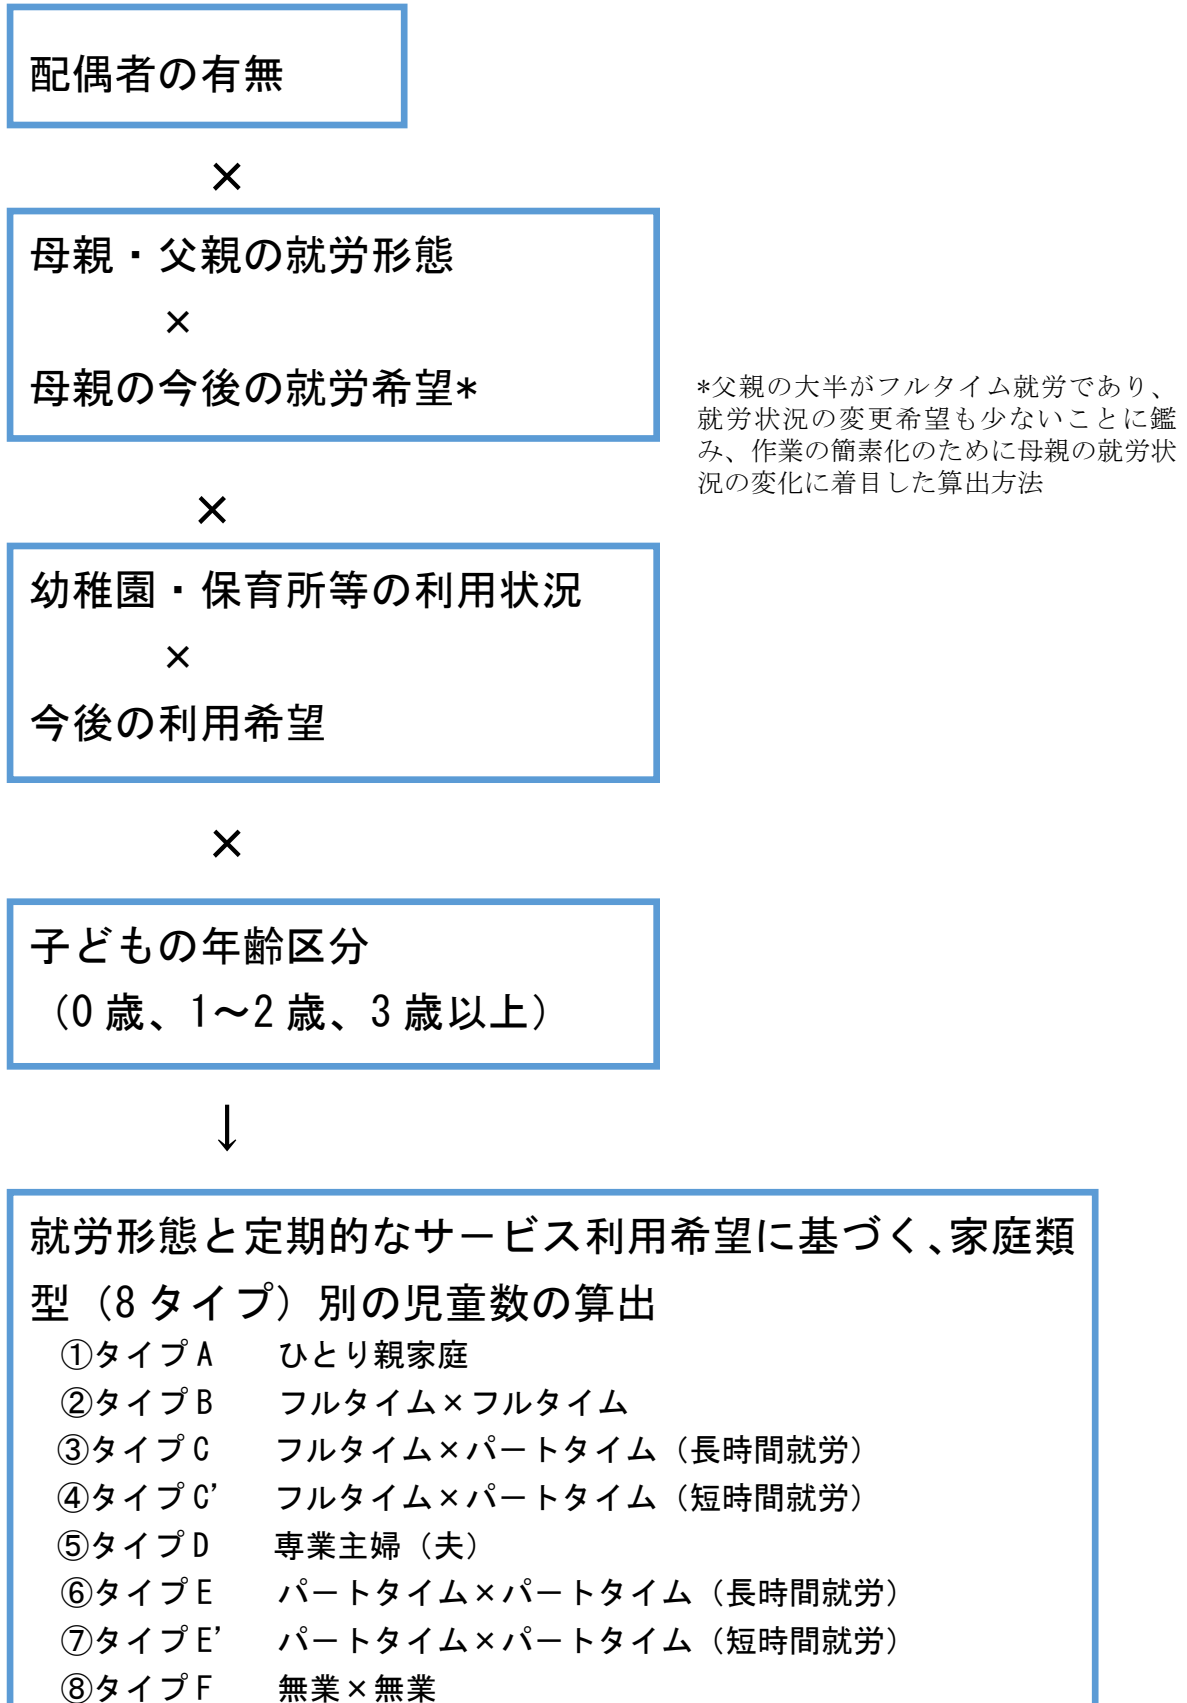 配偶者の有無
×
母親・父親の就労形態
×
母親の今後の就労希望*
*父親の大半がフルタイム就労であり、
就労状況の変更希望も少ないことに鑑
み、作業の簡素化のために母親の就労状
況の変化に着目した算出方法
×
幼稚園・保育所等の利用状況
×
今後の利用希望
×
子どもの年齢区分
（0歳、1～2歳、3歳以上）
↓
就労形態と定期的なサービス利用希望に基づく、家庭類
型（8タイプ）別の児童数の算出
①タイプA　ひとり親家庭
②タイプB　フルタイム×フルタイム
③タイプC　フルタイム×パートタイム（長時間就労）
④タイプC’　フルタイム×パートタイム（短時間就労）
⑤タイプD　専業主婦（夫）
⑥タイプE　パートタイム×パートタイム（長時間就労）
⑦タイプE’　パートタイム×パートタイム（短時間就労）
⑧タイプF　無業×無業